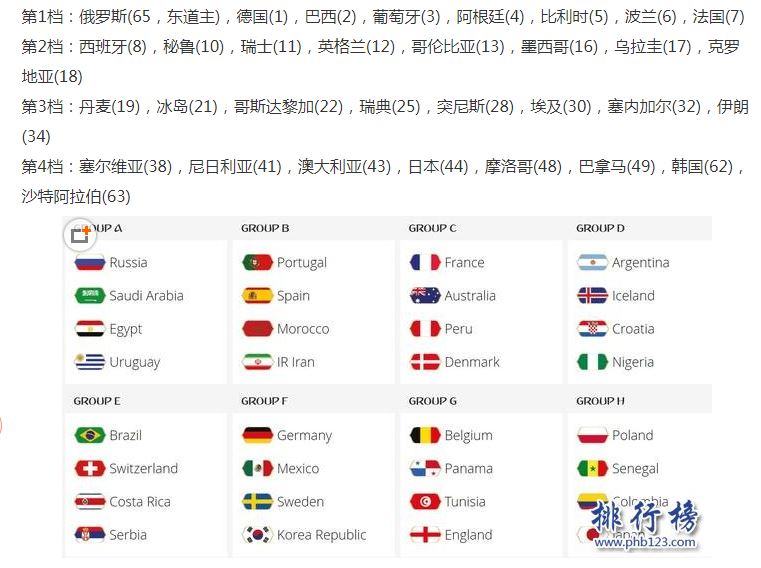 第1档：俄罗斯(65，东道主)，德国(1)，巴西(2)，葡萄牙(3)，阿根廷(4)，比利时(5)，波兰(6)，法国(7)
第2档：西班牙(8)，秘鲁(10)，瑞士(11)，英格兰(12)，哥伦比亚(13)，墨西哥(16)，乌拉圭(17)，克罗
地亚(18)
第3档：丹麦(19)，冰岛(21)，哥斯达黎加(22)，瑞典(25)，突尼斯(28)，埃及(30)，塞内加尔(32)，伊朗
(34)
第4档：塞尔维亚(38)，尼日利亚(41)，澳大利亚(43)，日本(44)，摩洛哥(48)，巴拿马(49)，韩国(62)，
沙特阿拉伯(63)
OUP A GROUP B GROUP C GROUP D
Russia Portugal France Argentina
Saudi Arabia Spain Australia Iceland
Egypt Morocco Peru Croatia
Uruguay IR Iran Denmark Nigeria
GROUP E GROUP F GROUP G GROUP H
Brazil Germany Belgium Poland
Switzerland Mexico Panama Senegal
Costa Rica Sweden Tunisia Colombia
Serbia Korea Republic England Japan
排行榜
www.phb123.com